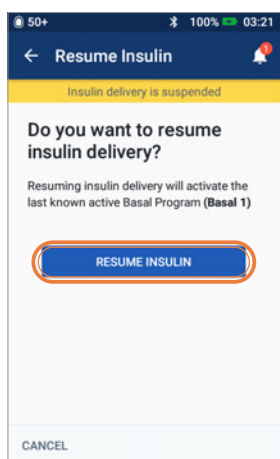 50+ 100% 03:21
Resume Insulin
1
Insulin delivery is suspended
Do you want to resume
insulin delivery?
Resuming insulin delivery will activate the
last known active Basal Program (Basal 1)
RESUME INSULIN
CANCEL